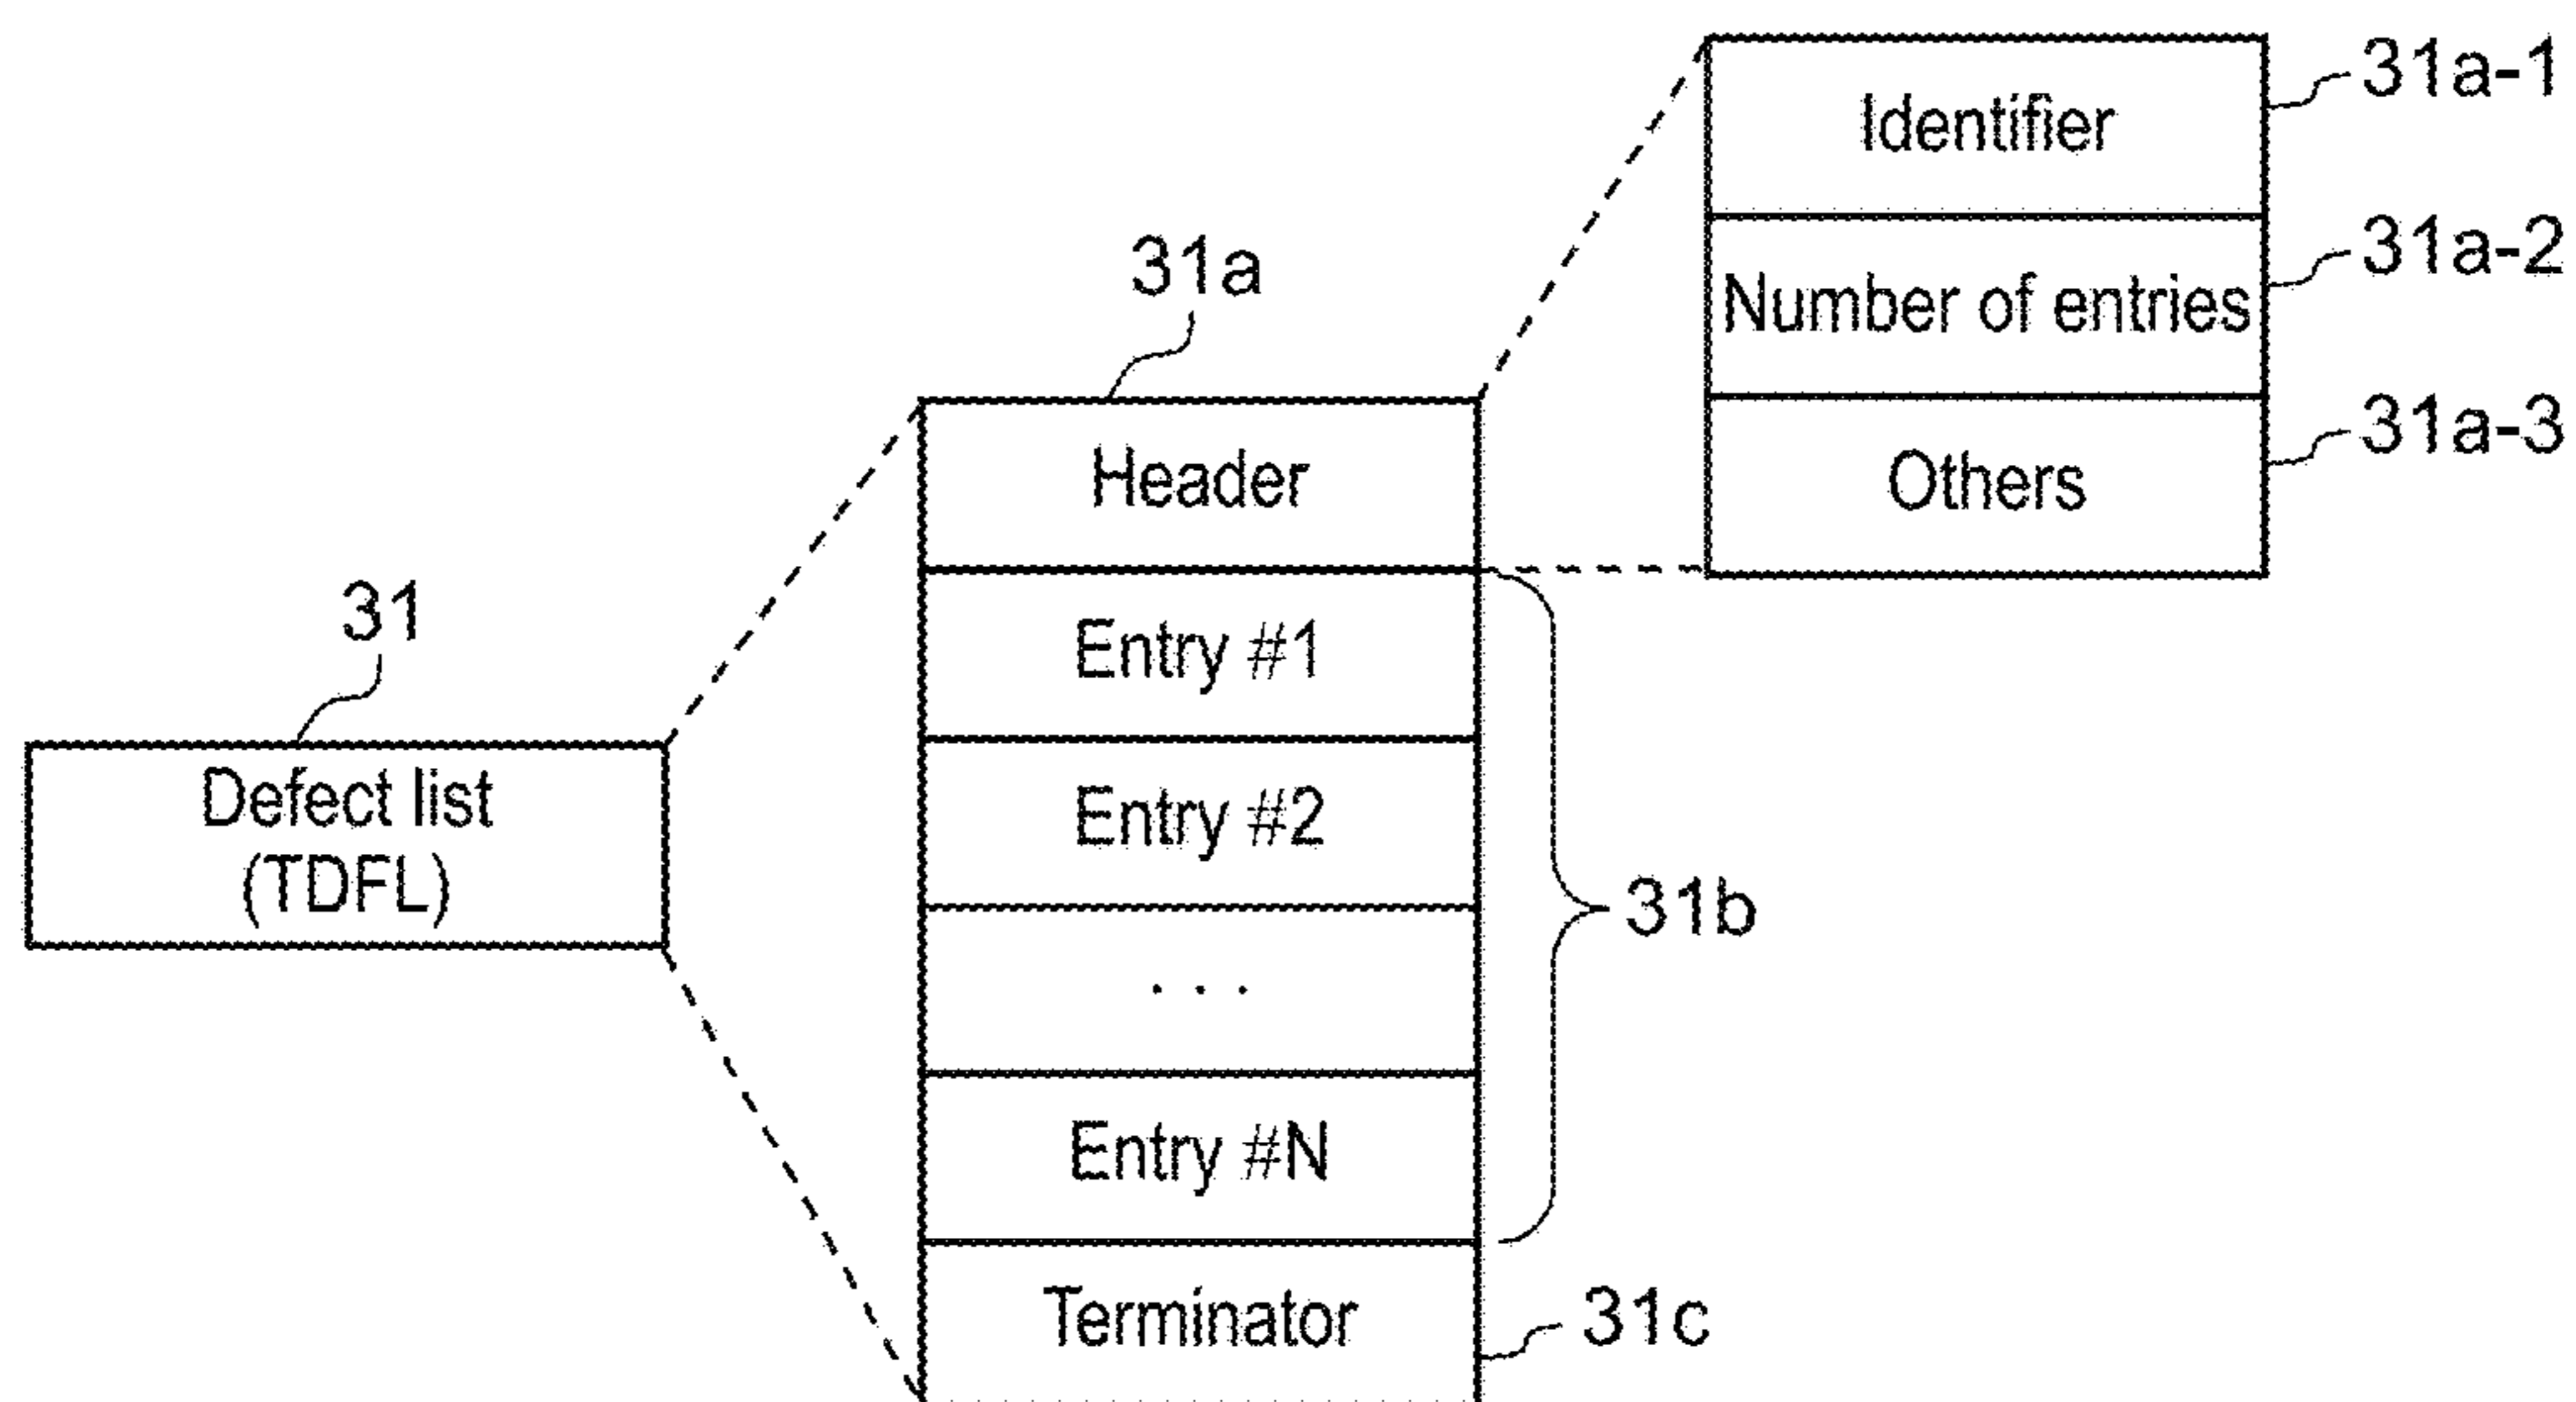 31
Defect list
(TDFL)
31a
Header
Entry #1
Entry #2
. . .
Entry #N
Terminator
31b
31c
Identifier
Number of entries
Others
31a-1
31a-2
31a-3